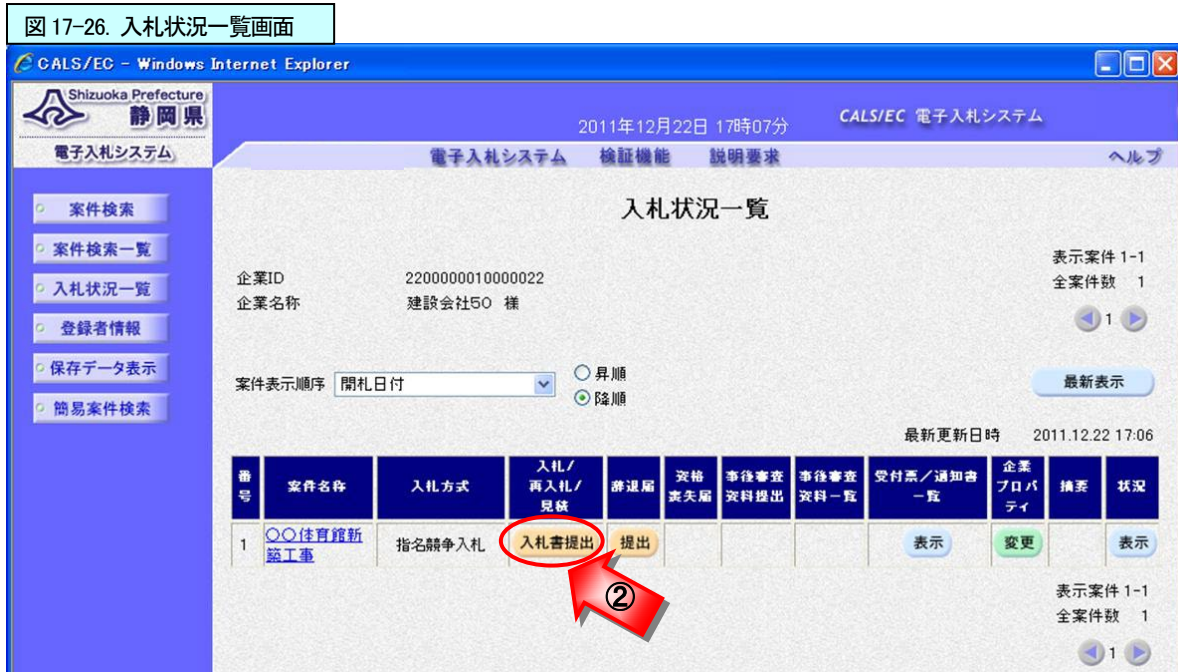 図 17-26. 入札状況一覧画面
CALS/EC - Windows Internet Explorer
Shizuoka Prefecture
静岡県
電子入札システム
2011年12月22日 17時07分
CALS/EC 電子入札システム
電子入札システム 検証機能 説明要求 ヘルプ
案件検索
案件検索一覧
入札状況一覧
登録者情報
保存データ表示
簡易案件検索
入札状況一覧
表示案件 1-1
全案件数 1
1
企業ID 2200000010000022
企業名称 建設会社50 様
案件表示順序 開札日付
昇順
降順
最新表示
最新更新日時 2011.12.22 17:06
番号 案件名称 入札方式 入札/再入札/見積 辞退届 資格喪失届 事後審査資料提出 事後審査資料一覧 受付票/通知書一覧 企業プロパティ 摘要 状況
1 〇〇体育館新築工事 指名競争入札 入札書提出 提出 表示 変更 表示
②
表示案件 1-1
全案件数 1
1